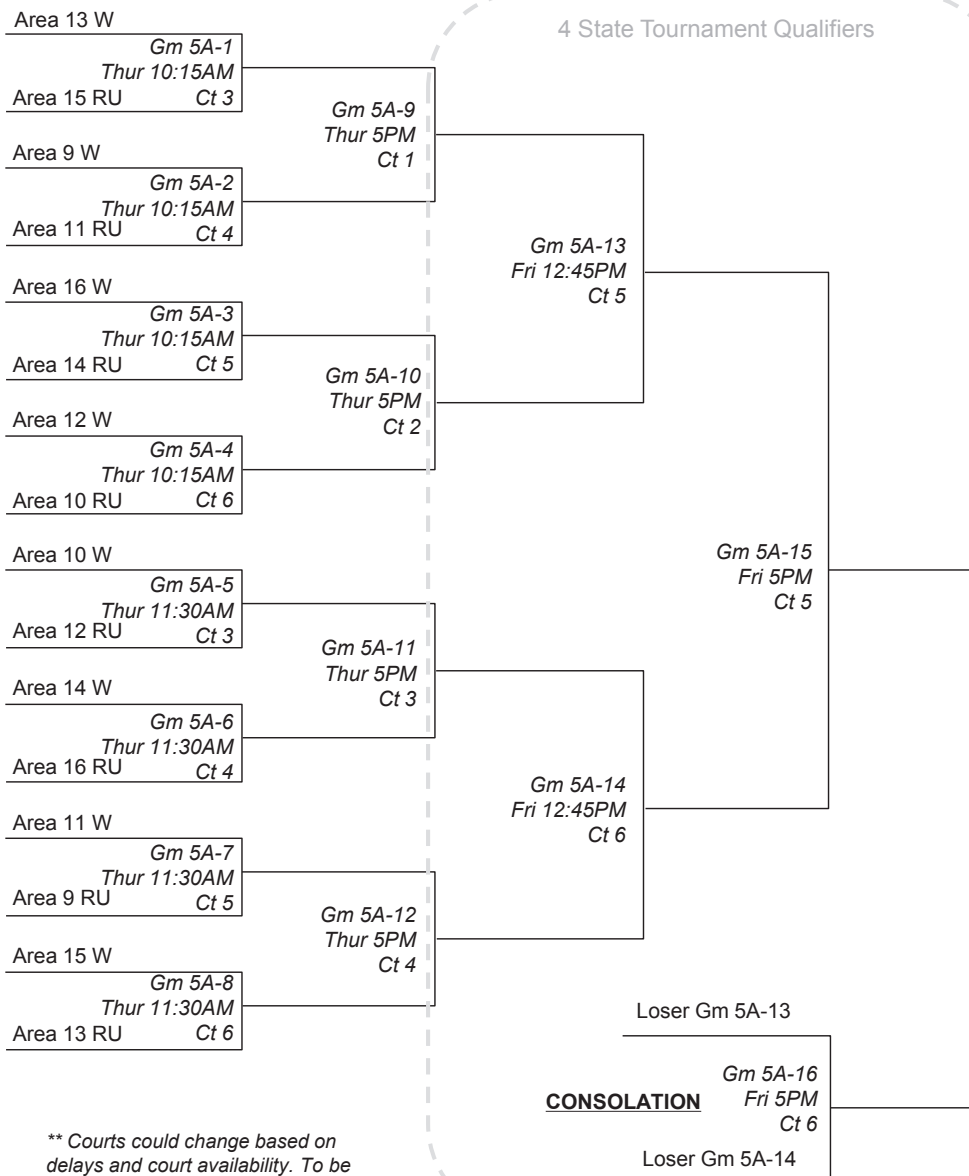 Area 13 W
Gm 5A-1
Thur 10:15AM
Area 15 RU Ct 3
Area 9 W
Gm 5A-2
Thur 10:15AM
Area 11 RU Ct 4
Area 16 W
Gm 5A-3
Thur 10:15AM
Area 14 RU Ct 5
Area 12 W
Gm 5A-4
Thur 10:15AM
Area 10 RU Ct 6
Area 10 W
Gm 5A-5
Thur 11:30AM
Area 12 RU Ct 3
Area 14 W
Gm 5A-6
Thur 11:30AM
Area 16 RU Ct 4
Area 11 W
Gm 5A-7
Thur 11:30AM
Area 9 RU Ct 5
Area 15 W
Gm 5A-8
Thur 11:30AM
Area 13 RU Ct 6
** Courts could change based on
delays and court availability. To be
Gm 5A-9
Thur 5PM
Ct 1
Gm 5A-10
Thur 5PM
Ct 2
Gm 5A-11
Thur 5PM
Ct 3
Gm 5A-12
Thur 5PM
Ct 4
4 State Tournament Qualifiers
Gm 5A-13
Fri 12:45PM
Ct 5
Gm 5A-14
Fri 12:45PM
Ct 6
Gm 5A-15
Fri 5PM
Ct 5
Loser Gm 5A-13
Gm 5A-16
CONSOLATION Fri 5PM
Ct 6
Loser Gm 5A-14